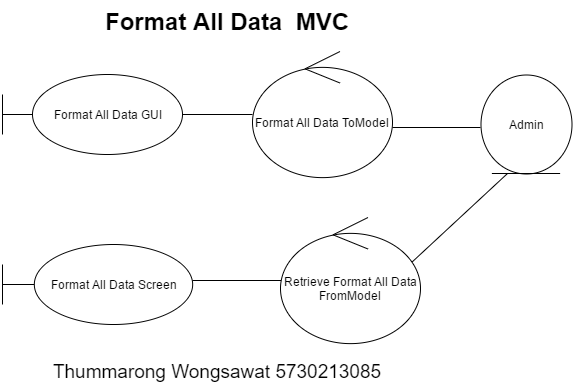 Format All Data  MVC
Format All Data GUI
Format All Data ToModel
Admin
Format All Data Screen
Retrieve Format All Data
FromModel
Thummarong Wongsawat 5730213085